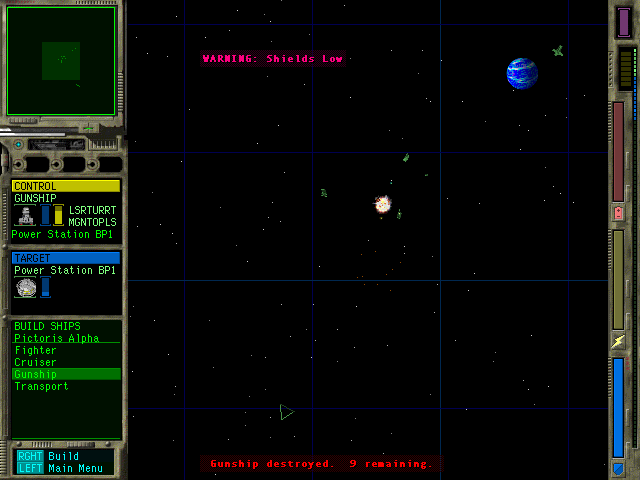 WARNING: Shields Low
CONTROL
GUNSHIP
LSRTURRT
MGNTOPLS
Power Station BP1
TARGET
Power Station BP1
BUILD SHIPS
Pictoris Alpha
Fighter
Cruiser
Gunship
Transport
RGHT Build
LEFT Main Menu
Gunship destroyed. 9 remaining.